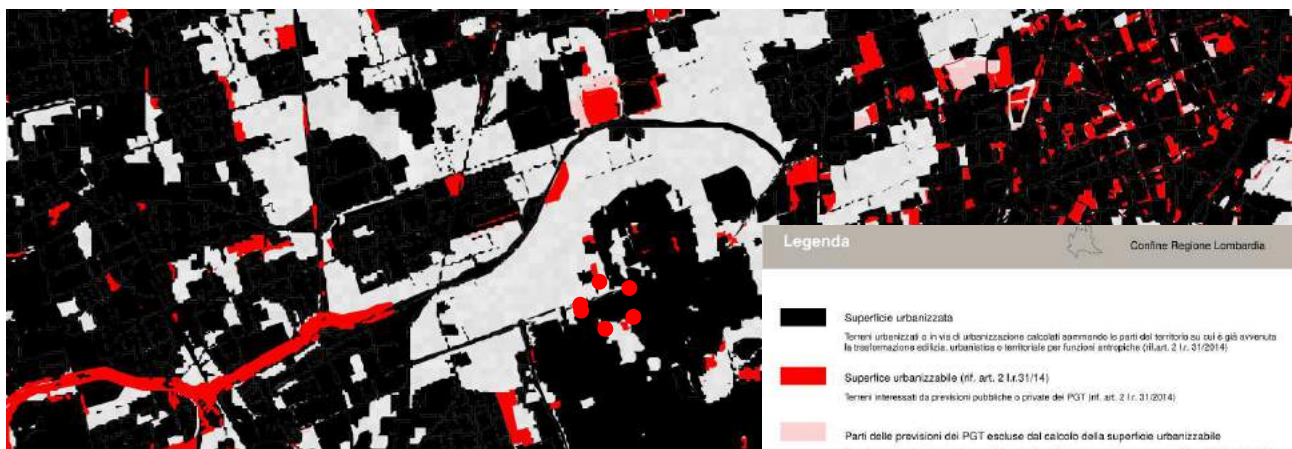 Legenda
Confine Regione Lombardia
Superficie urbanizzata
Terreni urbanizzati o in via di urbanizzazione calcolati sommando le parti del territorio su cui è già avvenuta
la trasformazione edilizia, urbanistica o territoriale per funzioni antropiche (rif.art. 2 l.r. 31/2014)
Superfice urbanizzabile (rif. art. 2 l.r.31/14)
Terreni interessati da previsioni pubbliche o private dei PGT (rif. art. 2 l.r. 31/2014)
Parti delle previsioni dei PGT escluse dal calcolo della superficie urbanizzabile